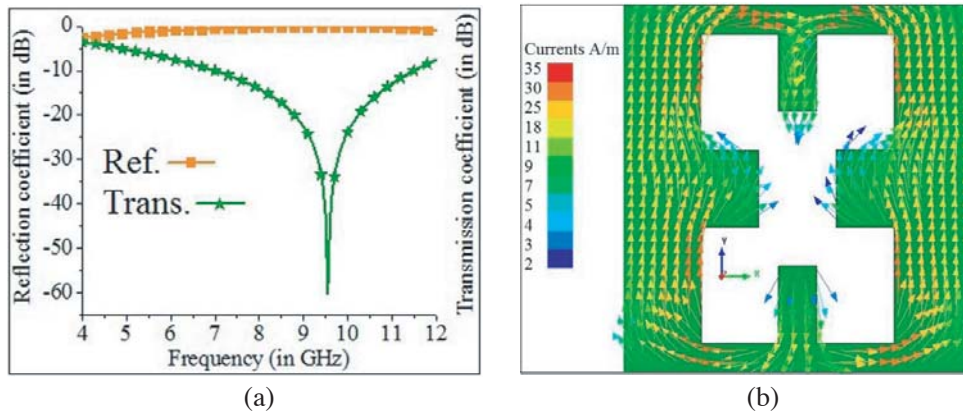 Reflection coefficient (in dB)
0
-10
-20
-30
-40
-50
-60
Ref.
Trans.
4 5 6 7 8 9 10 11 12
Frequency (in GHz)
Transmission coefficient (in dB)
(a)
Currents A/m
35
30
25
18
11
9
7
5
4
3
2
Y
X
(b)